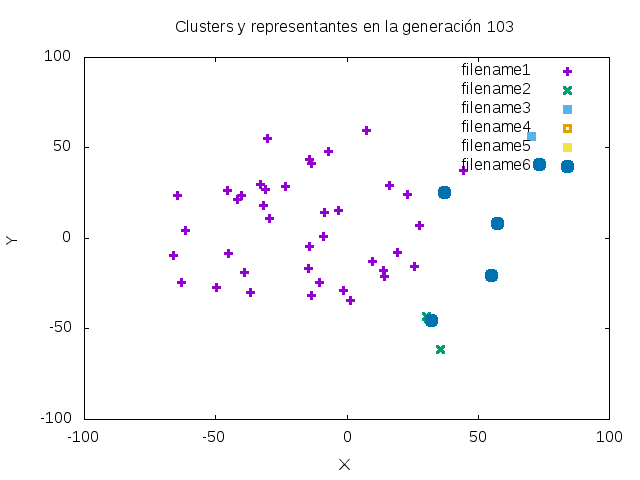 Clusters y representantes en la generación 103
100
filename1
filename2
filename3
filename4
50
filename5
filename6
Y
0
-50
-100
-100
-50
0
50
100
X